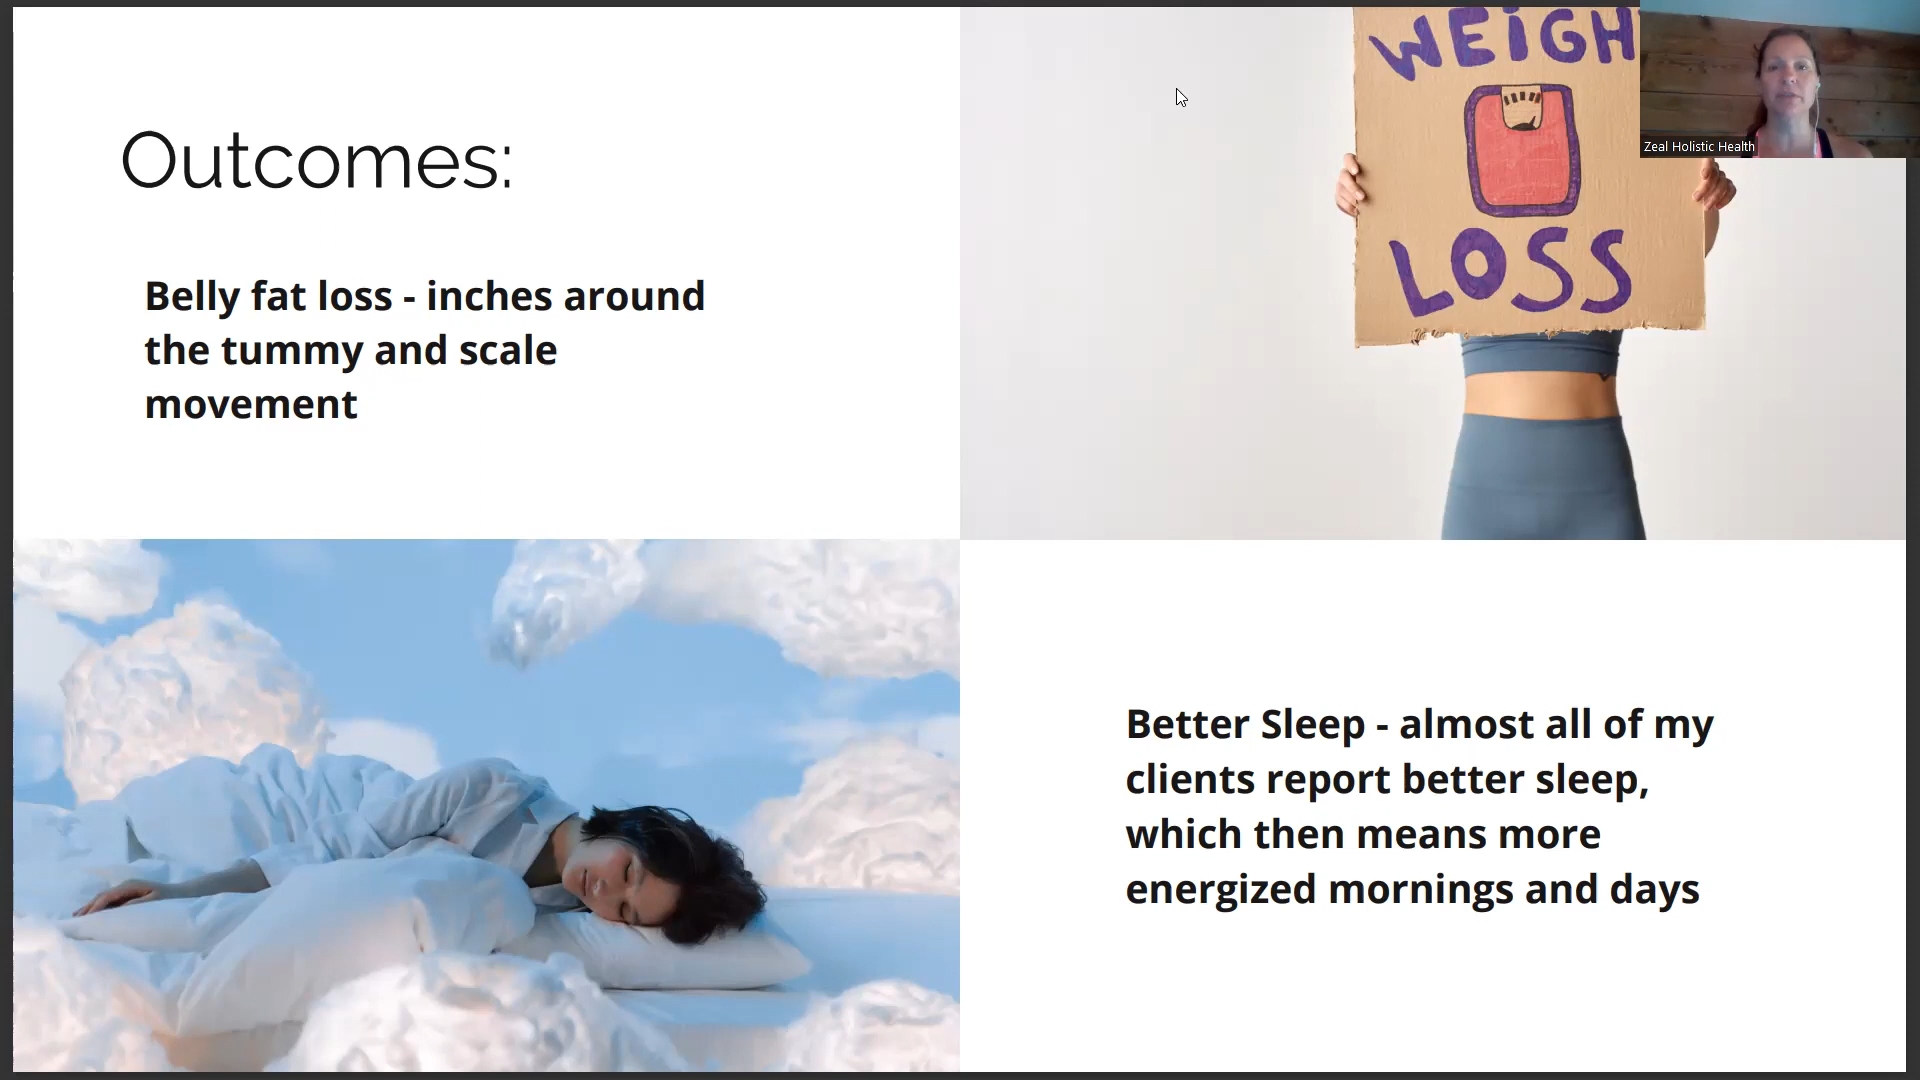 Outcomes:
Belly fat loss - inches around
the tummy and scale
movement
WEIGH
LOSS
Zeal Holistic Health
Better Sleep - almost all of my
clients report better sleep,
which then means more
energized mornings and days